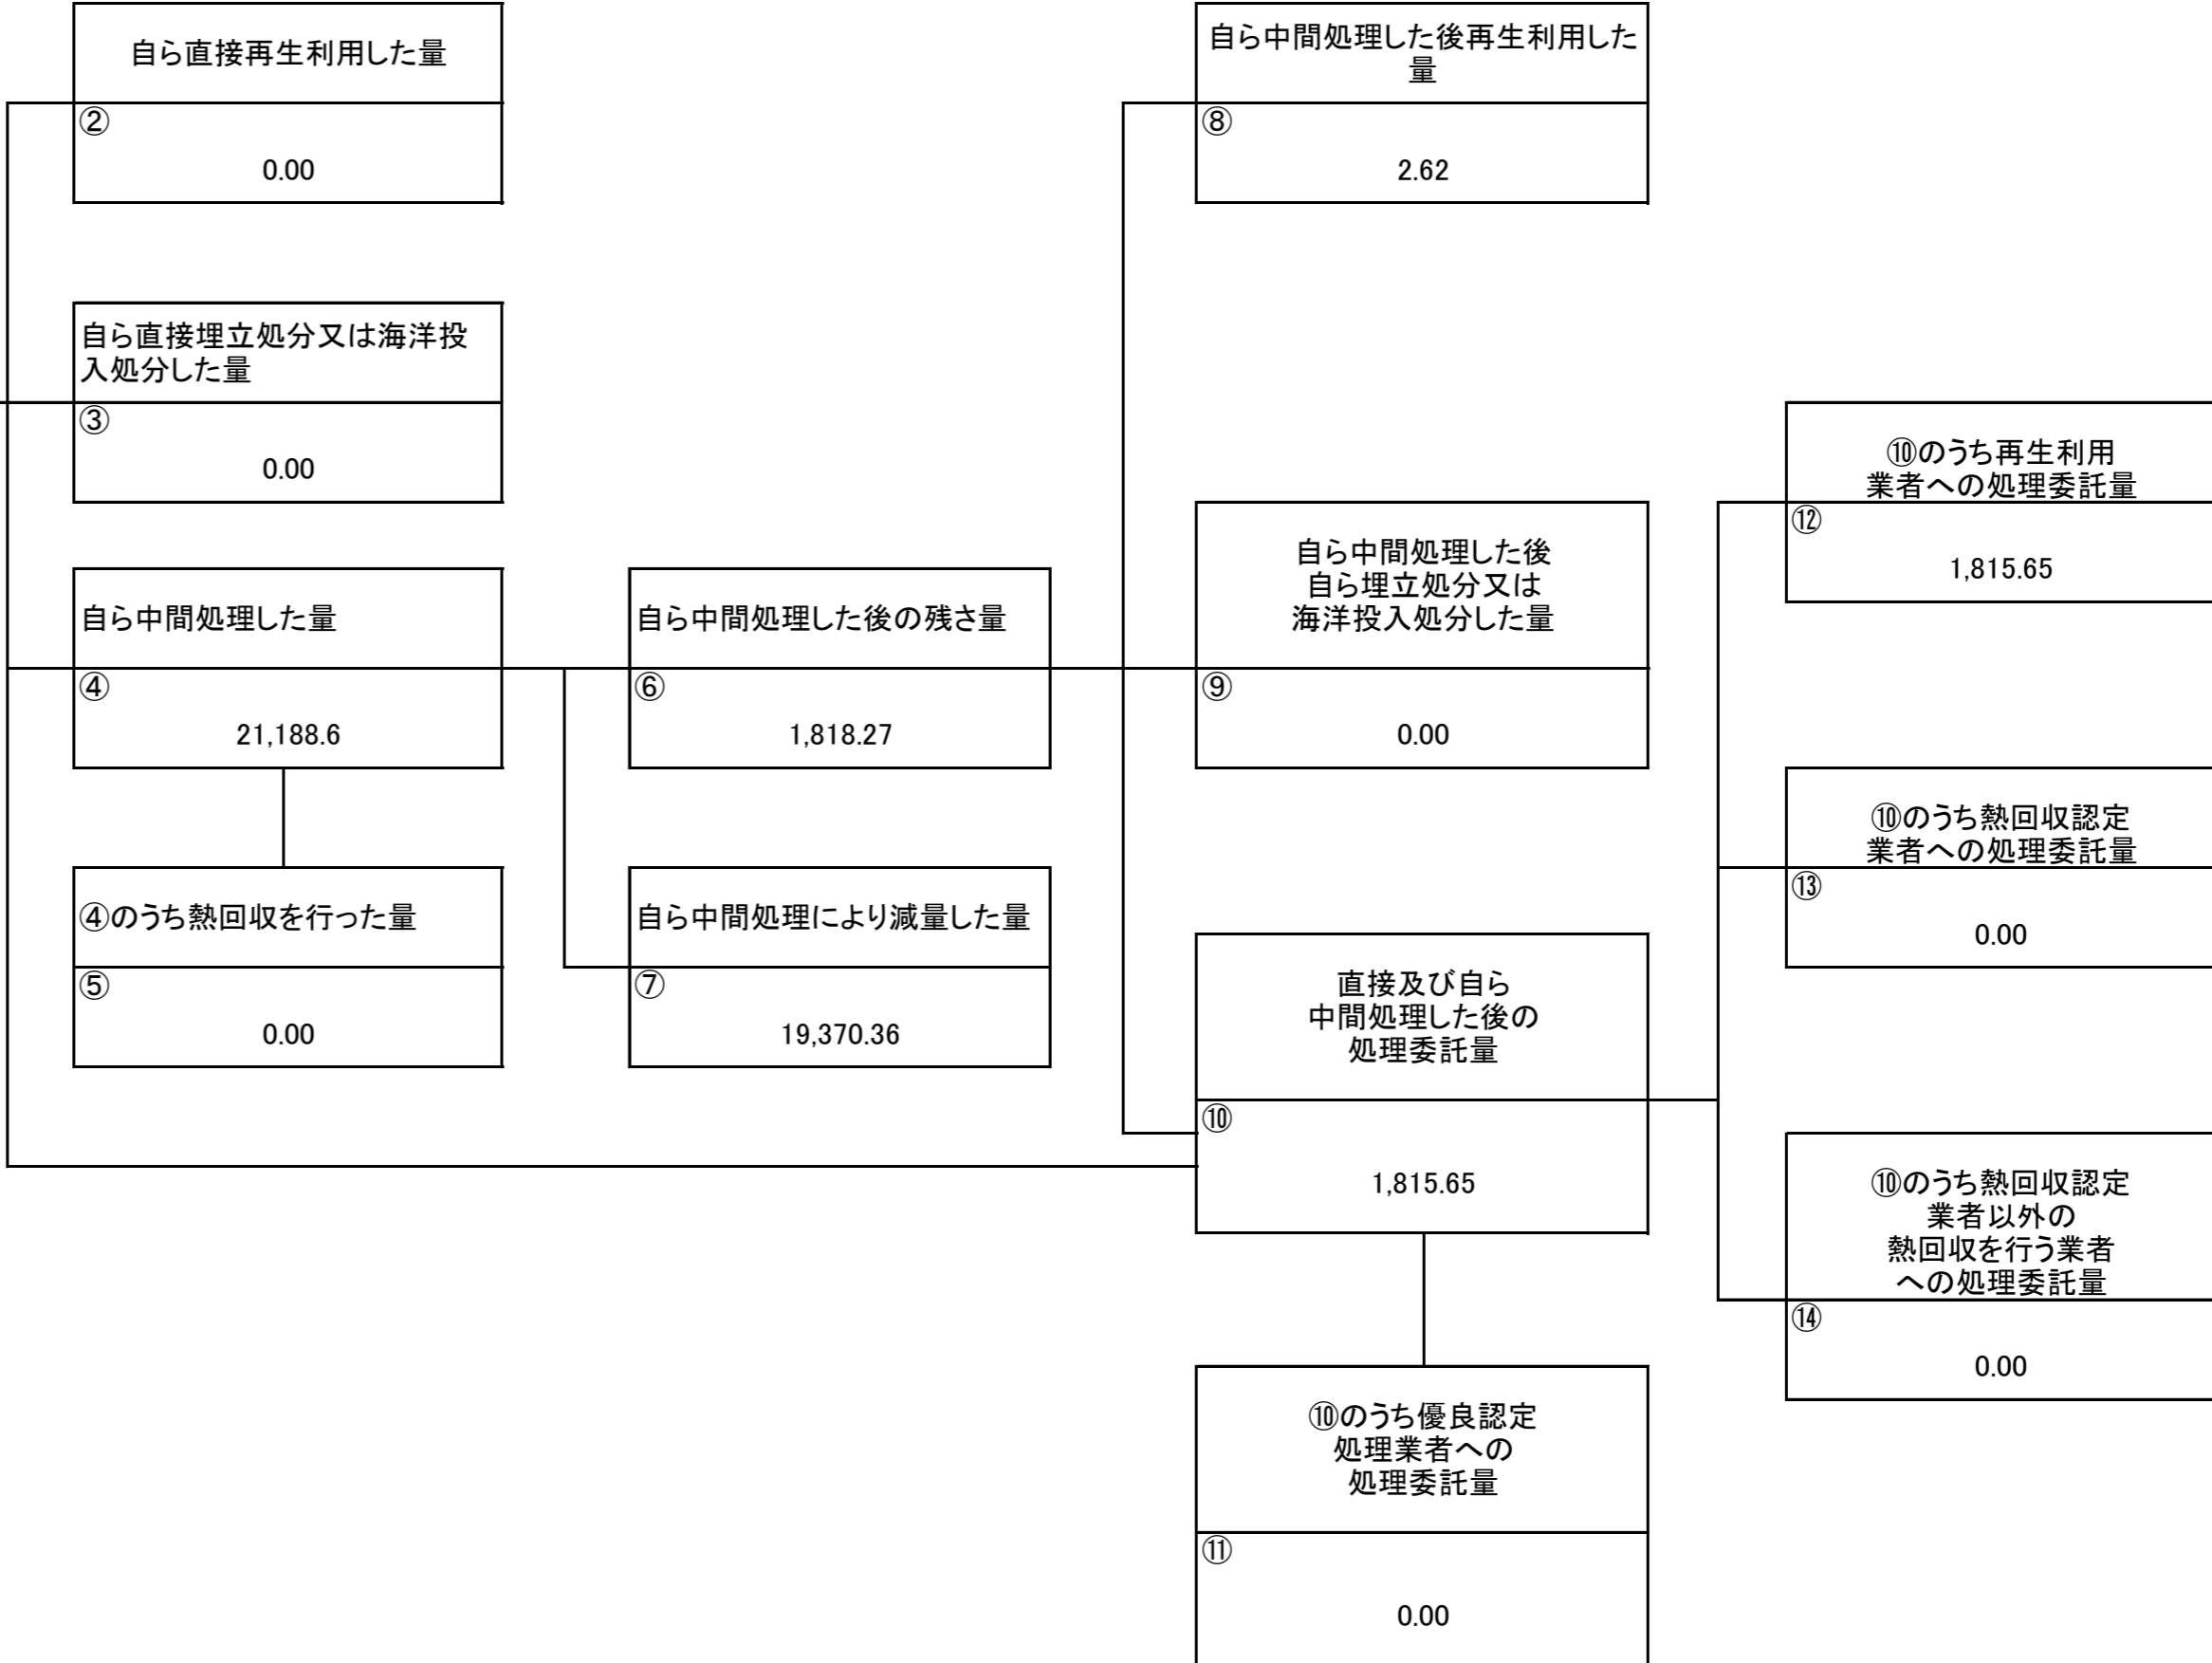 自ら直接再生利用した量
②
0.00
自ら中間処理した後再生利用した
量
⑧
2.62
自ら直接埋立処分又は海洋投
入処分した量
③
0.00
⑩のうち再生利用
業者への処理委託量
⑫
1,815.65
自ら中間処理した量
④
21,188.6
自ら中間処理した後の残さ量
⑥
1,818.27
自ら中間処理した後
自ら埋立処分又は
海洋投入処分した量
⑨
0.00
⑩のうち熱回収認定
業者への処理委託量
⑬
0.00
④のうち熱回収を行った量
⑤
0.00
自ら中間処理により減量した量
⑦
19,370.36
直接及び自ら
中間処理した後の
処理委託量
⑩
1,815.65
⑩のうち熱回収認定
業者以外の
熱回収を行う業者
への処理委託量
⑭
0.00
⑩のうち優良認定
処理業者への
処理委託量
⑪
0.00